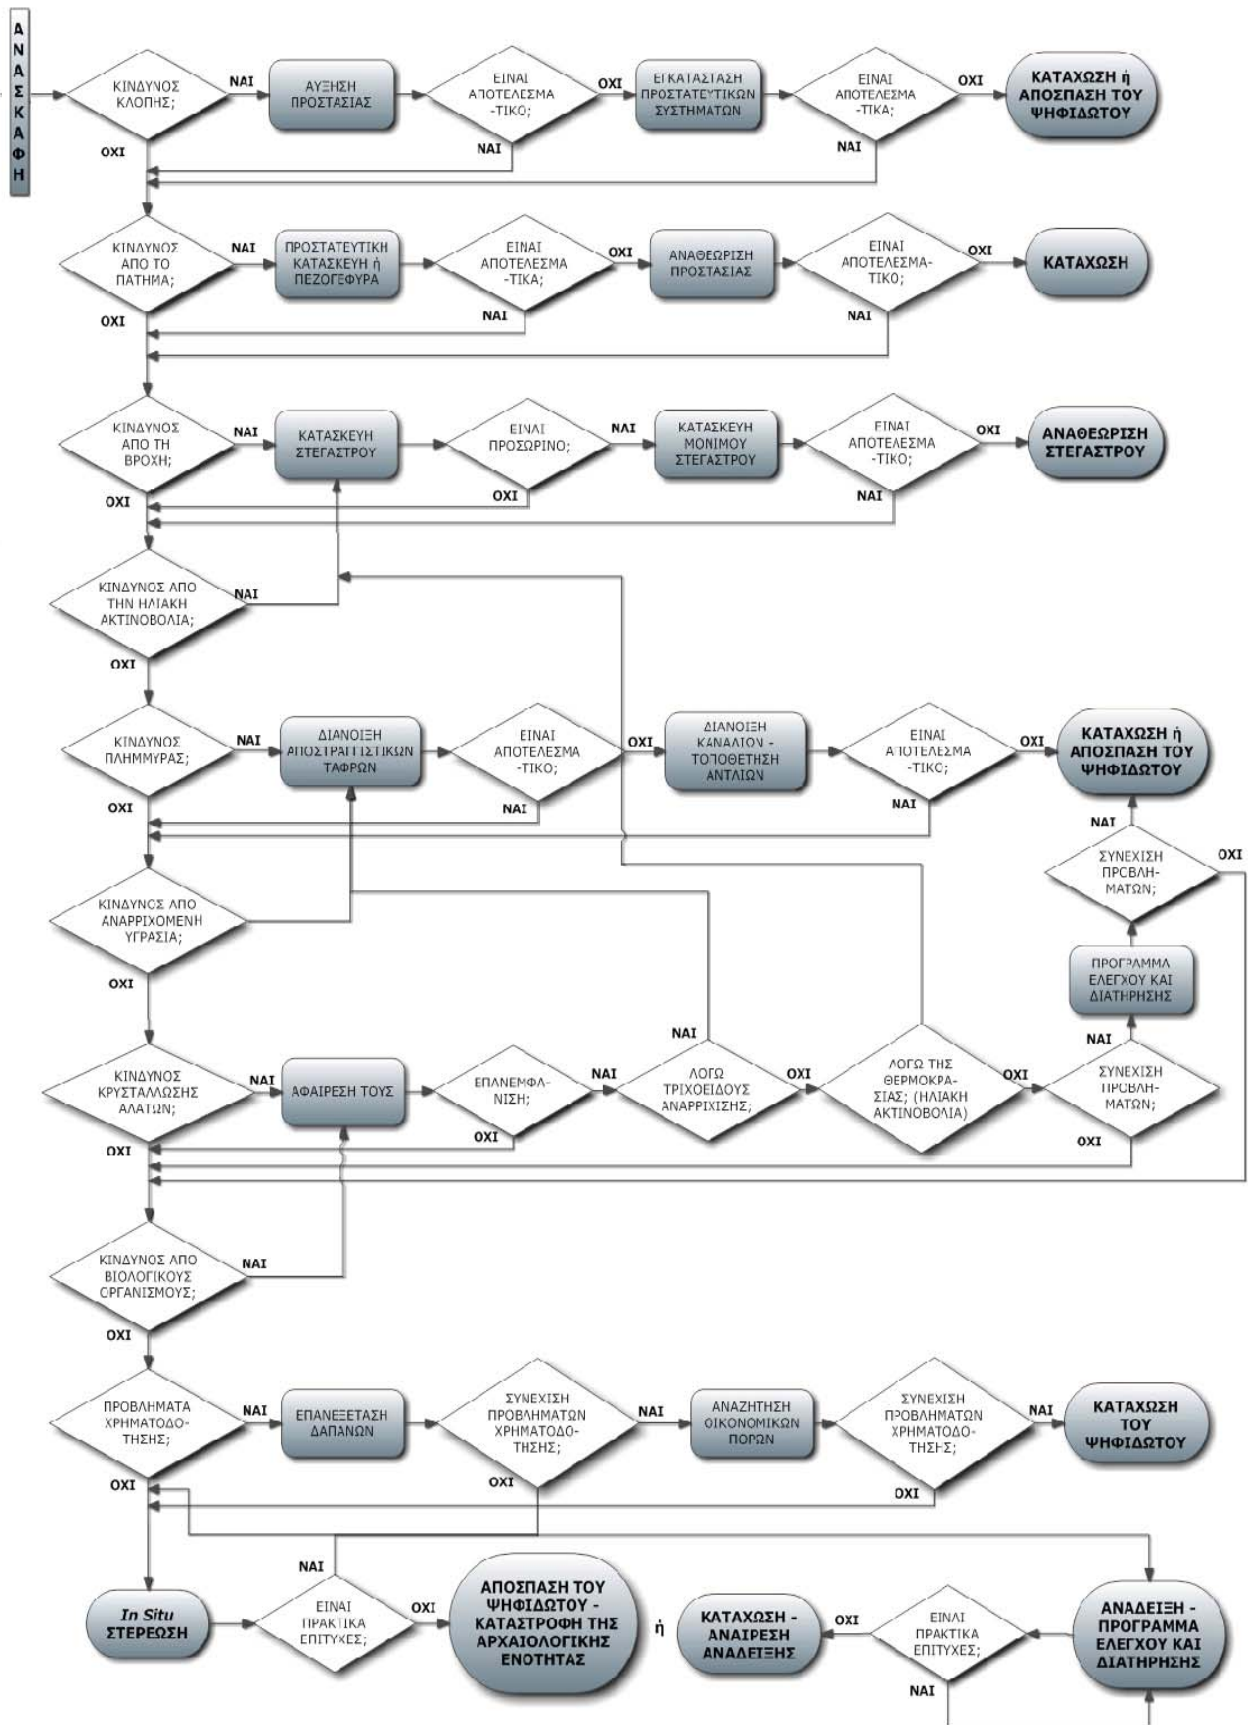 ΑΝΑΣΚΑΦΗ
ΚΙΝΔΥΝΟΣ
ΚΛΟΠΗΣ;
ΝΑΙ
ΟΧΙ
ΑΥΞΗΣΗ
ΠΡΟΣΤΑΣΙΑΣ
ΕΙΝΑΙ
ΑΠΟΤΕΛΕΣΜΑ
-ΤΙΚΟ;
ΟΧΙ
ΝΑΙ
ΕΓΚΑΤΑΣΤΑΣΗ
ΠΡΟΣΤΑΤΕΥΤΙΚΩΝ
ΣΥΣΤΗΜΑΤΩΝ
ΕΙΝΑΙ
ΑΠΟΤΕΛΕΣΜΑ
-ΤΙΚΑ;
ΟΧΙ
ΝΑΙ
ΚΑΤΑΧΩΣΗ ή
ΑΠΟΣΠΑΣΗ ΤΟΥ
ΨΗΦΙΔΩΤΟΥ
ΚΙΝΔΥΝΟΣ
ΑΠΟ ΤΟ
ΠΑΤΗΜΑ;
ΝΑΙ
ΟΧΙ
ΠΡΟΣΤΑΤΕΥΤΙΚΗ
ΚΑΤΑΣΚΕΥΗ ή
ΠΕΖΟΓΕΦΥΡΑ
ΕΙΝΑΙ
ΑΠΟΤΕΛΕΣΜΑ
-ΤΙΚΑ;
ΟΧΙ
ΝΑΙ
ΑΝΑΘΕΩΡΙΣΗ
ΠΡΟΣΤΑΣΙΑΣ
ΕΙΝΑΙ
ΑΠΟΤΕΛΕΣΜΑ-
ΤΙΚΟ;
ΟΧΙ
ΝΑΙ
ΚΑΤΑΧΩΣΗ
ΚΙΝΔΥΝΟΣ
ΑΠΟ ΤΗ
ΒΡΟΧΗ;
ΝΑΙ
ΟΧΙ
ΚΑΤΑΣΚΕΥΗ
ΣΤΕΓΑΣΤΡΟΥ
ΕΙΝΑΙ
ΠΡΟΣΩΡΙΝΟ;
ΝΑΙ
ΟΧΙ
ΚΑΤΑΣΚΕΥΗ
ΜΟΝΙΜΟΥ
ΣΤΕΓΑΣΤΡΟΥ
ΕΙΝΑΙ
ΑΠΟΤΕΛΕΣΜΑ
-ΤΙΚΟ;
ΟΧΙ
ΝΑΙ
ΑΝΑΘΕΩΡΙΣΗ
ΣΤΕΓΑΣΤΡΟΥ
ΚΙΝΔΥΝΟΣ ΑΠΟ
ΤΗΝ ΗΛΙΑΚΗ
ΑΚΤΙΝΟΒΟΛΙΑ;
ΝΑΙ
ΟΧΙ
ΚΙΝΔΥΝΟΣ
ΠΛΗΜΜΥΡΑΣ;
ΝΑΙ
ΟΧΙ
ΔΙΑΝΟΙΞΗ
ΑΠΟΣΤΡΑΓΓΙΣΤΙΚΩΝ
ΤΑΦΡΩΝ
ΕΙΝΑΙ
ΑΠΟΤΕΛΕΣΜΑ
-ΤΙΚΟ;
ΟΧΙ
ΝΑΙ
ΔΙΑΝΟΙΞΗ
ΚΑΝΑΛΙΩΝ -
ΤΟΠΟΘΕΤΗΣΗ
ΑΝΤΛΙΩΝ
ΕΙΝΑΙ
ΑΠΟΤΕΛΕΣΜΑ
-ΤΙΚΟ;
ΟΧΙ
ΝΑΙ
ΚΑΤΑΧΩΣΗ ή
ΑΠΟΣΠΑΣΗ ΤΟΥ
ΨΗΦΙΔΩΤΟΥ
ΝΑΙ
ΣΥΝΕΧΙΣΗ
ΠΡΟΒΛΗ-
ΜΑΤΩΝ;
ΟΧΙ
ΚΙΝΔΥΝΟΣ ΑΠΟ
ΑΝΑΡΡΙΧΟΜΕΝΗ
ΥΓΡΑΣΙΑ;
ΟΧΙ
ΠΡΟΓΡΑΜΜΑ
ΕΛΕΓΧΟΥ ΚΑΙ
ΔΙΑΤΗΡΗΣΗΣ
ΚΙΝΔΥΝΟΣ
ΚΡΥΣΤΑΛΛΩΣΗΣ
ΑΛΑΤΩΝ;
ΝΑΙ
ΟΧΙ
ΑΦΑΙΡΕΣΗ ΤΟΥΣ
ΕΠΑΝΕΜΦΑ-
ΝΙΣΗ;
ΝΑΙ
ΟΧΙ
ΝΑΙ
ΛΟΓΩ
ΤΡΙΧΟΕΙΔΟΥΣ
ΑΝΑΡΡΙΧΙΣΗΣ;
ΟΧΙ
ΛΟΓΩ ΤΗΣ
ΘΕΡΜΟΚΡΑ-
ΣΙΑΣ; (ΗΛΙΑΚΗ
ΑΚΤΙΝΟΒΟΛΙΑ)
ΟΧΙ
ΝΑΙ
ΣΥΝΕΧΙΣΗ
ΠΡΟΒΛΗ-
ΜΑΤΩΝ;
ΟΧΙ
ΚΙΝΔΥΝΟΣ ΑΠΟ
ΒΙΟΛΟΓΙΚΟΥΣ
ΟΡΓΑΝΙΣΜΟΥΣ;
ΝΑΙ
ΟΧΙ
ΠΡΟΒΛΗΜΑΤΑ
ΧΡΗΜΑΤΟΔΟ-
ΤΗΣΗΣ;
ΝΑΙ
ΟΧΙ
ΕΠΑΝΕΞΕΤΑΣΗ
ΔΑΠΑΝΩΝ
ΣΥΝΕΧΙΣΗ
ΠΡΟΒΛΗΜΑΤΩΝ
ΧΡΗΜΑΤΟΔΟ-
ΤΗΣΗΣ;
ΝΑΙ
ΟΧΙ
ΑΝΑΖΗΤΗΣΗ
ΟΙΚΟΝΟΜΙΚΩΝ
ΠΟΡΩΝ
ΣΥΝΕΧΙΣΗ
ΠΡΟΒΛΗΜΑΤΩΝ
ΧΡΗΜΑΤΟΔΟ-
ΤΗΣΗΣ;
ΝΑΙ
ΟΧΙ
ΚΑΤΑΧΩΣΗ
ΤΟΥ
ΨΗΦΙΔΩΤΟΥ
In Situ
ΣΤΕΡΕΩΣΗ
ΝΑΙ
ΕΙΝΑΙ
ΠΡΑΚΤΙΚΑ
ΕΠΙΤΥΧΕΣ;
ΟΧΙ
ΑΠΟΣΠΑΣΗ ΤΟΥ
ΨΗΦΙΔΩΤΟΥ -
ΚΑΤΑΣΤΡΟΦΗ ΤΗΣ
ΑΡΧΑΙΟΛΟΓΙΚΗΣ
ΕΝΟΤΗΤΑΣ
ή
ΚΑΤΑΧΩΣΗ -
ΑΝΑΙΡΕΣΗ
ΑΝΑΔΕΙΞΗΣ
ΟΧΙ
ΕΙΝΑΙ
ΠΡΑΚΤΙΚΑ
ΕΠΙΤΥΧΕΣ;
ΝΑΙ
ΑΝΑΔΕΙΞΗ -
ΠΡΟΓΡΑΜΜΑ
ΕΛΕΓΧΟΥ ΚΑΙ
ΔΙΑΤΗΡΗΣΗΣ